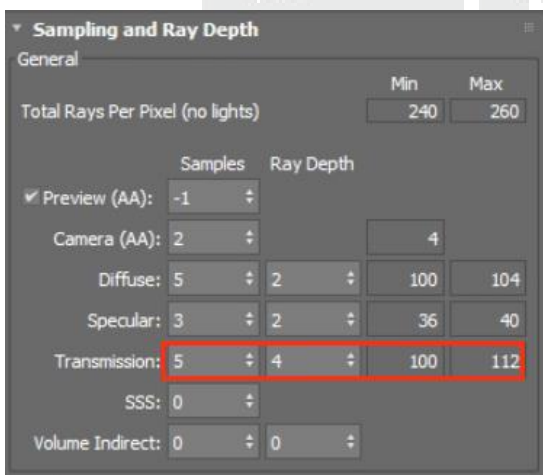 Sampling and Ray Depth
General
Min Max
Total Rays Per Pixel (no lights) 240 260
Samples Ray Depth
Preview (AA): -1
Camera (AA): 2 4
Diffuse: 5 2 100 104
Specular: 3 2 36 40
Transmission: 5 4 100 112
SSS: 0
Volume Indirect: 0 0